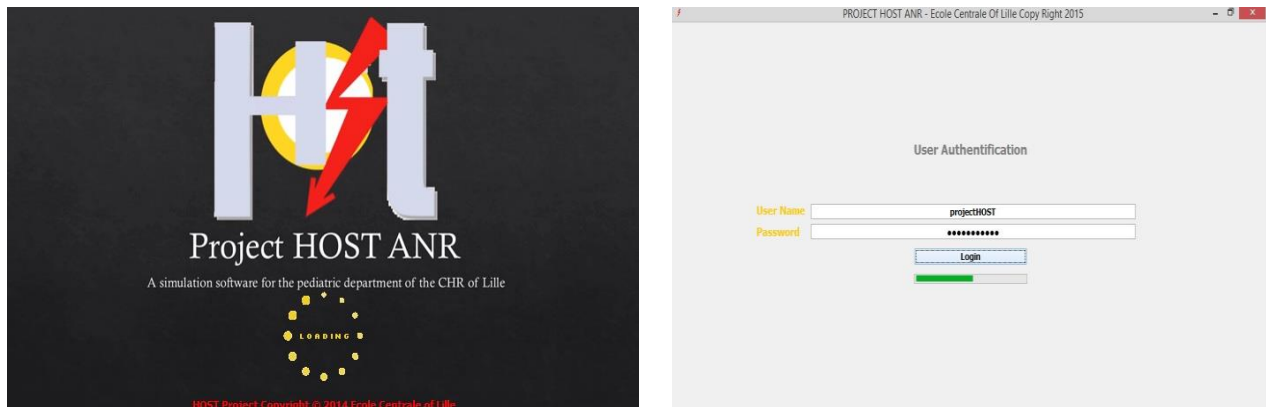 Hst
Project HOST ANR
A simulation software for the pediatric department of the CHR of Lille
LOADING
HOST Project Copyright © 2014 Ecole Centrale of Lille
PROJECT HOST ANR - Ecole Centrale Of Lille Copy Right 2015
User Authentification
User Name projectHOST
Password •••••••••••
Login